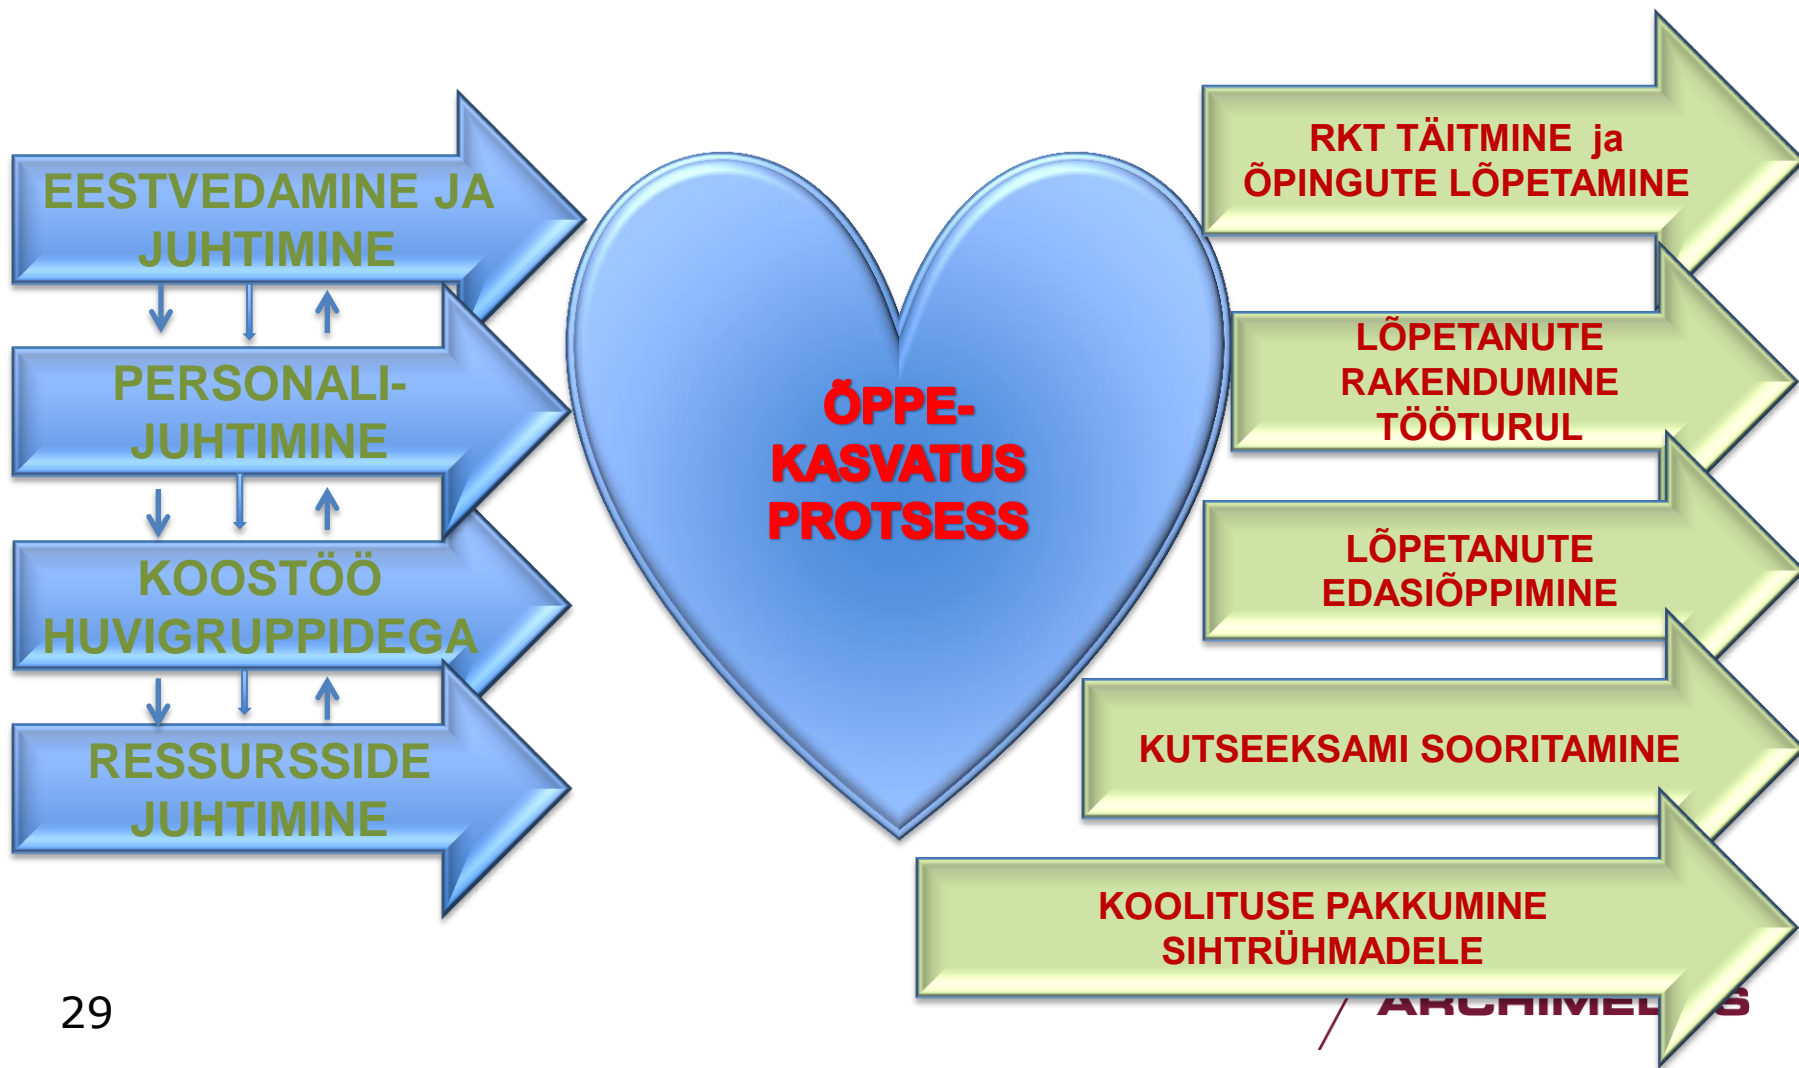 EESTVEDAMINE JA
JUHTIMINE
PERSONALI-
JUHTIMINE
KOOSTÖÖ
HUVIGRUPPIDEGA
RESSURSSIDE
JUHTIMINE
ÕPPE-
KASVATUS
PROTSESS
RKT TÄITMINE ja
ÕPINGUTE LÕPETAMINE
LÕPETANUTE
RAKENDUMINE
TÖÖTURUL
LÕPETANUTE
EDASIÕPPIMINE
KUTSEEKSAMI SOORITAMINE
KOOLITUSE PAKKUMINE
SIHTRÜHMADELE
29